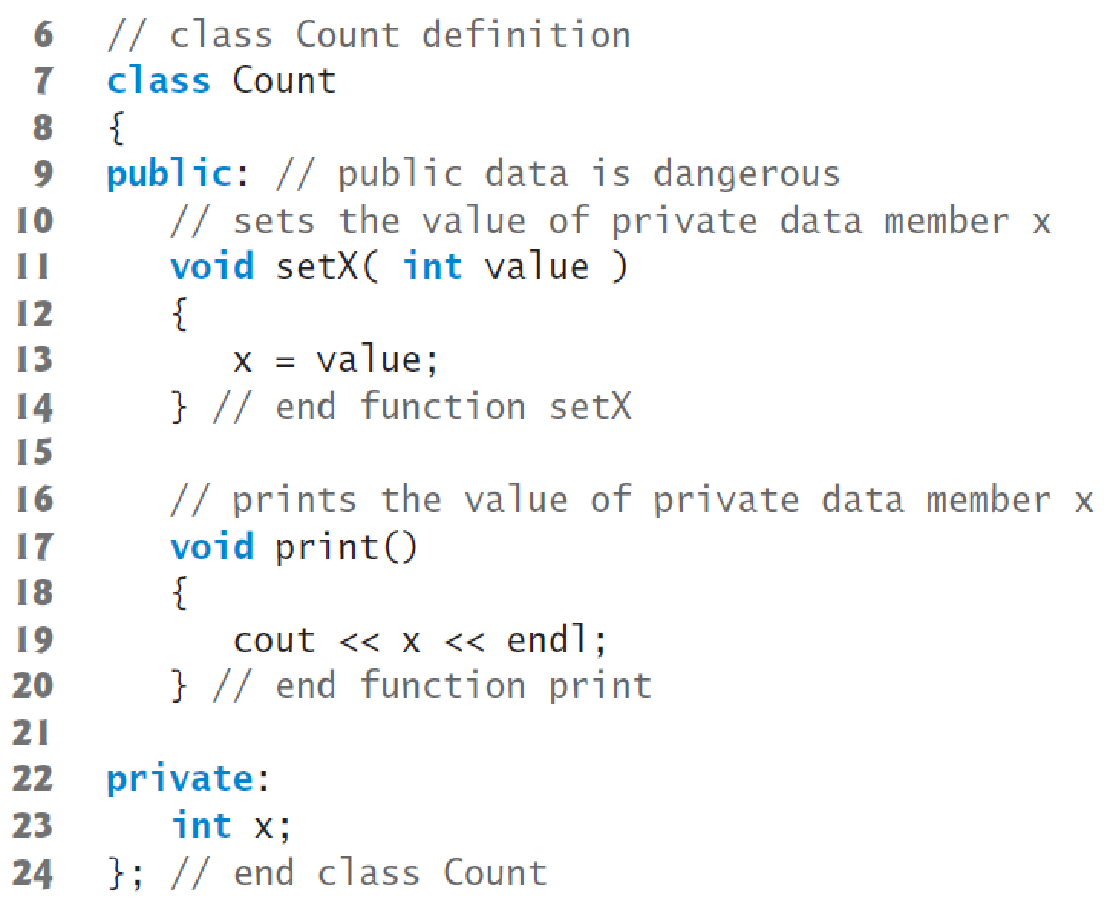 6 // class Count definition
7 class Count
8 {
9 public: // public data is dangerous
10 // sets the value of private data member x
11 void setX( int value )
12 {
13 x = value;
14 } // end function setX
15
16 // prints the value of private data member x
17 void print()
18 {
19 cout << x << endl;
20 } // end function print
21
22 private:
23 int x;
24 }; // end class Count